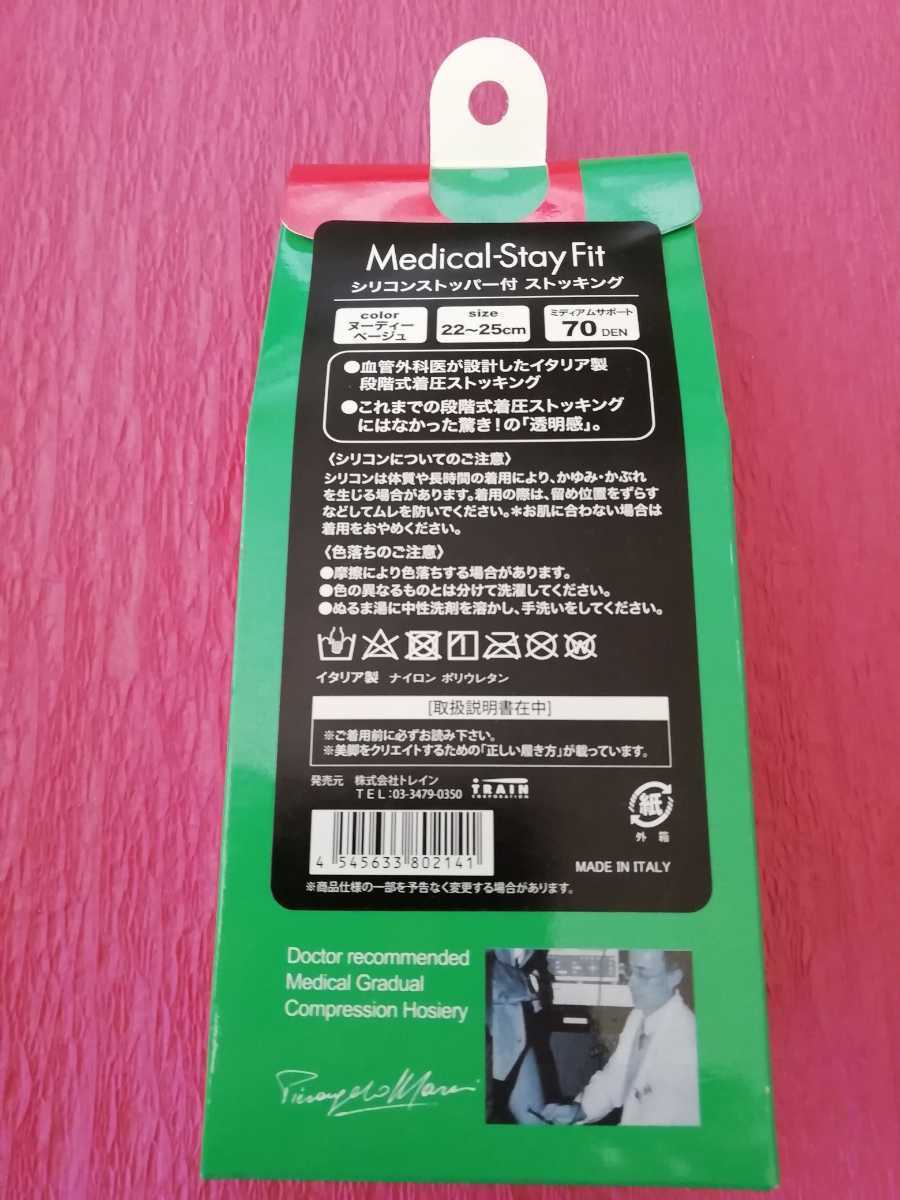 Medical-Stay Fit
シリコンストッパー付 ストッキング
color
ヌーディー
ベージュ
size
22～25cm
ミディアムサポート
70 DEN
●血管外科医が設計したイタリア製
段階式着圧ストッキング
●これまでの段階式着圧ストッキング
にはなかった驚き!の「透明感」。
〈シリコンについてのご注意〉
シリコンは体質や長時間の着用により、かゆみ・かぶれ
を生じる場合があります。着用の際は、留め位置をずらす
などしてムレを防いでください。＊お肌に合わない場合は
着用をおやめください。
〈色落ちのご注意〉
●摩擦により色落ちする場合があります。
●色の異なるものとは分けて洗濯してください。
●ぬるま湯に中性洗剤を溶かし、手洗いをしてください。
イタリア製 ナイロン ポリウレタン
[取扱説明書在中]
※ご着用前に必ずお読み下さい。
※美脚をクリエイトするための「正しい履き方」が載っています。
発売元 株式会社トレイン
TEL:03-3479-0350
TRAIN
CORPORATION
紙
外箱
4 545633 802141
MADE IN ITALY
※商品仕様の一部を予告なく変更する場合があります。
Doctor recommended
Medical Gradual
Compression Hosiery